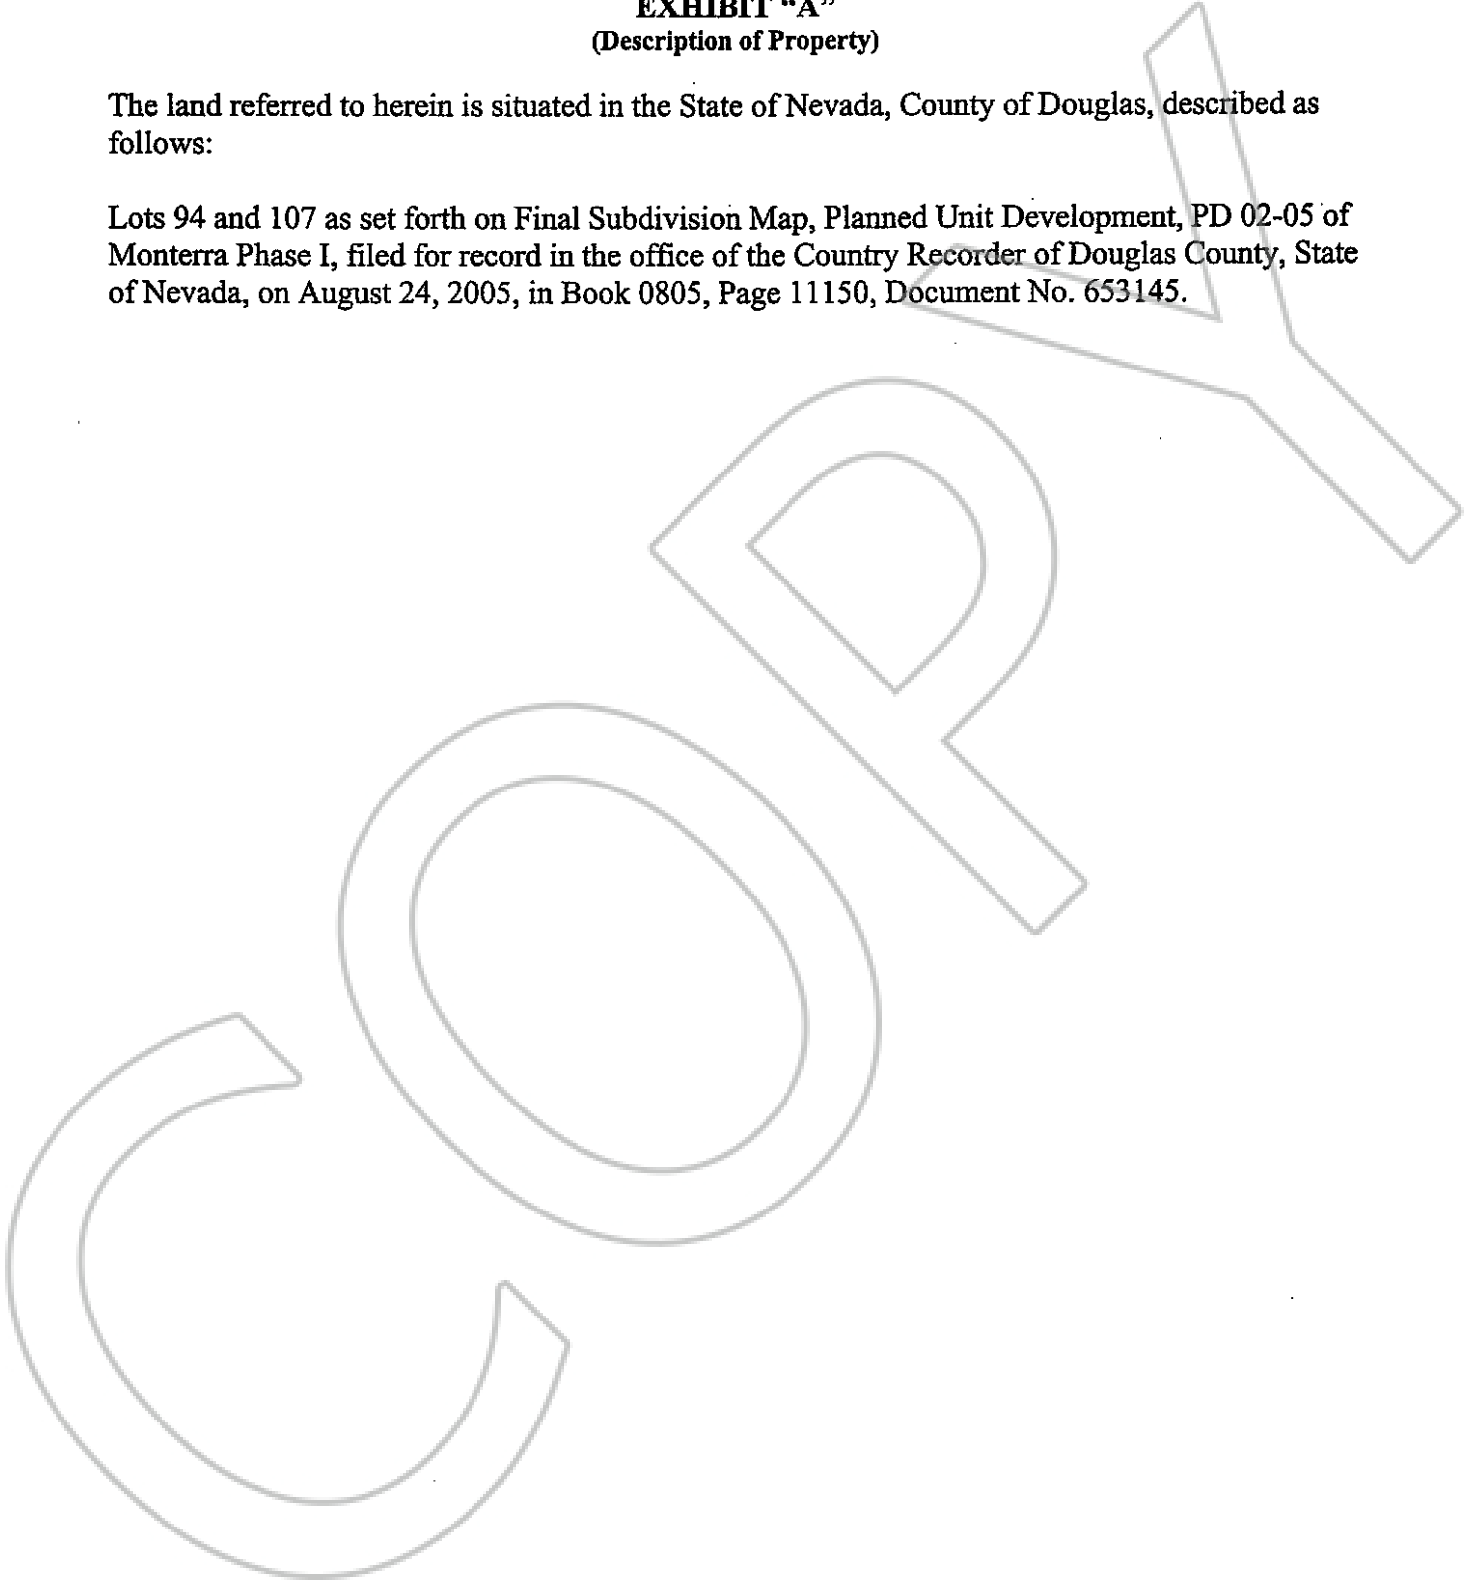 EXHIBIT "A"
(Description of Property)
The land referred to herein is situated in the State of Nevada, County of Douglas, described as
follows:
Lots 94 and 107 as set forth on Final Subdivision Map, Planned Unit Development, PD 02-05 of
Monterra Phase I, filed for record in the office of the Country Recorder of Douglas County, State
of Nevada, on August 24, 2005, in Book 0805, Page 11150, Document No. 653145.
COPY